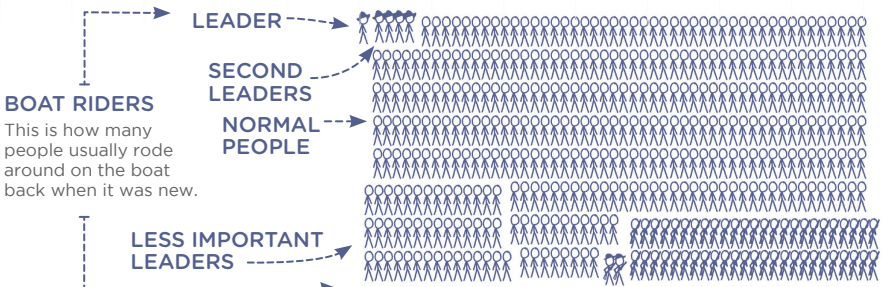 LEADER
SECOND
LEADERS
BOAT RIDERS
This is how many
people usually rode
around on the boat
back when it was new.
NORMAL
PEOPLE
LESS IMPORTANT
LEADERS